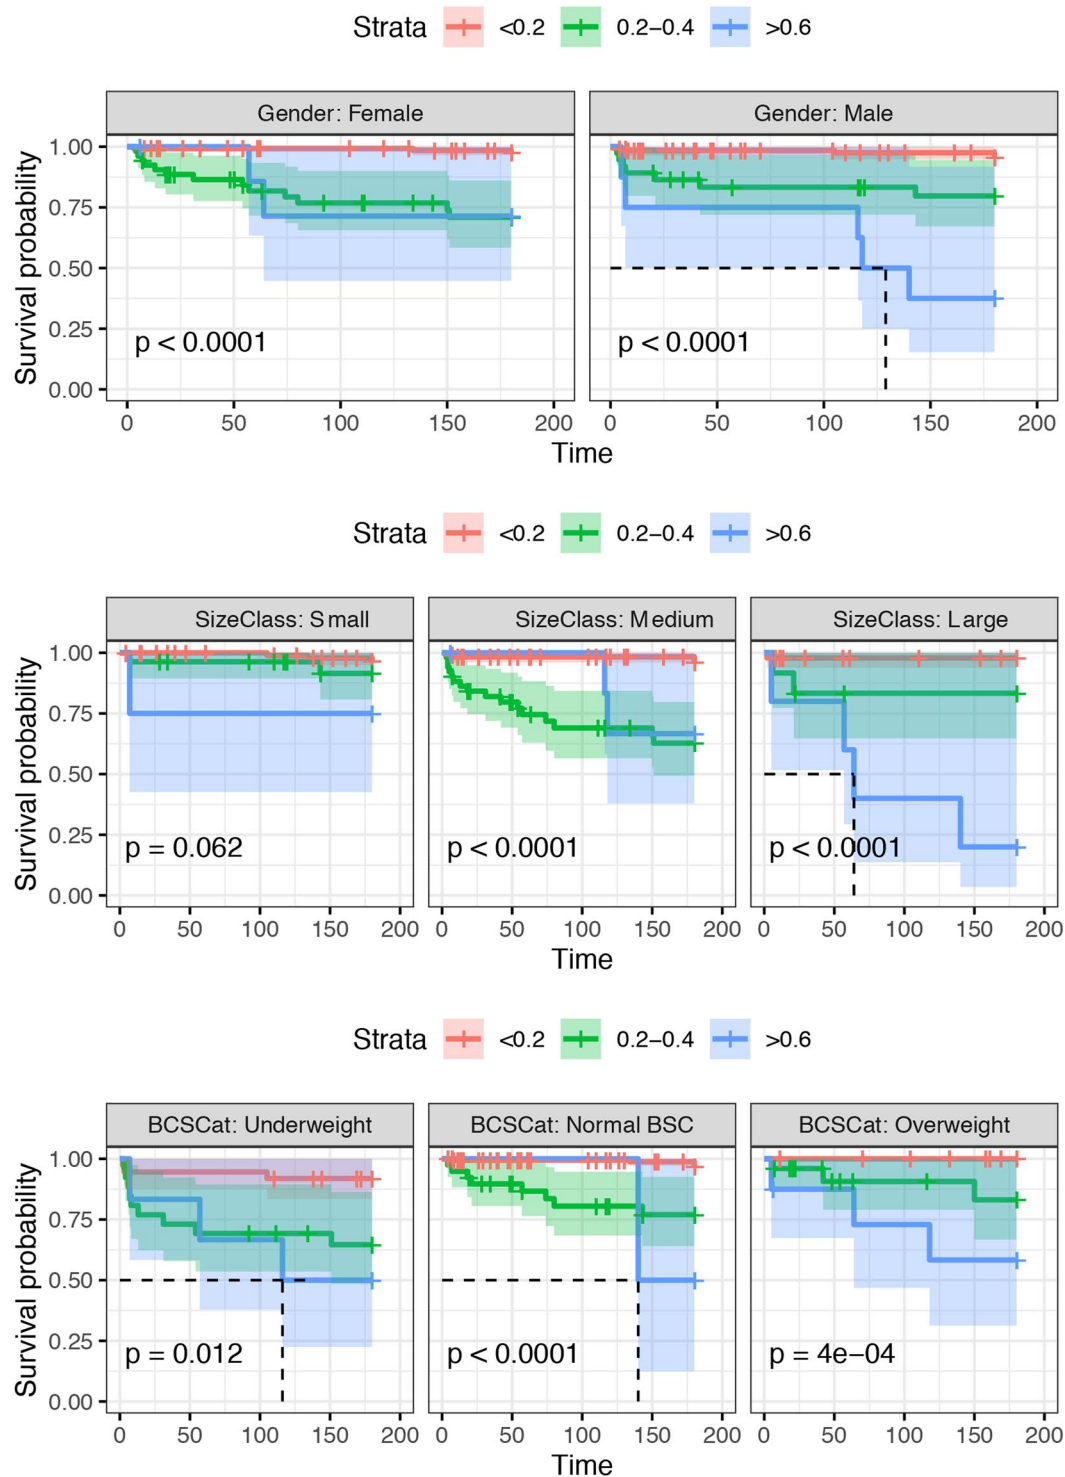 Strata <0.2 0.2−0.4 >0.6
Gender: Female Gender: Male
Survival probability
1.00
0.75
0.50
0.25
0.00
p < 0.0001 p < 0.0001
0 50 100 150 200 0 50 100 150 200
Time
Strata <0.2 0.2−0.4 >0.6
SizeClass: Small SizeClass: Medium SizeClass: Large
Survival probability
1.00
0.75
0.50
0.25
0.00
p = 0.062 p < 0.0001 p < 0.0001
0 50 100 150 200 0 50 100 150 200 0 50 100 150 200
Time
Strata <0.2 0.2−0.4 >0.6
BCSCat: Underweight BCSCat: Normal BSC BCSCat: Overweight
Survival probability
1.00
0.75
0.50
0.25
0.00
p = 0.012 p < 0.0001 p = 4e−04
0 50 100 150 200 0 50 100 150 200 0 50 100 150 200
Time